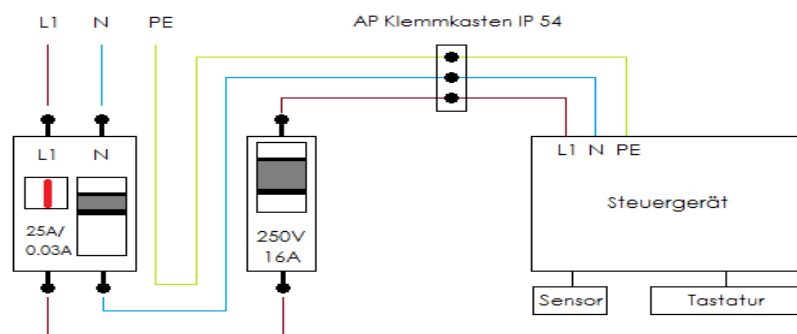 L1 N PE
AP Klemmkasten IP 54
L1 N
25A/
0.03A
250V
16A
L1 N PE
Steuergerät
Sensor
Tastatur